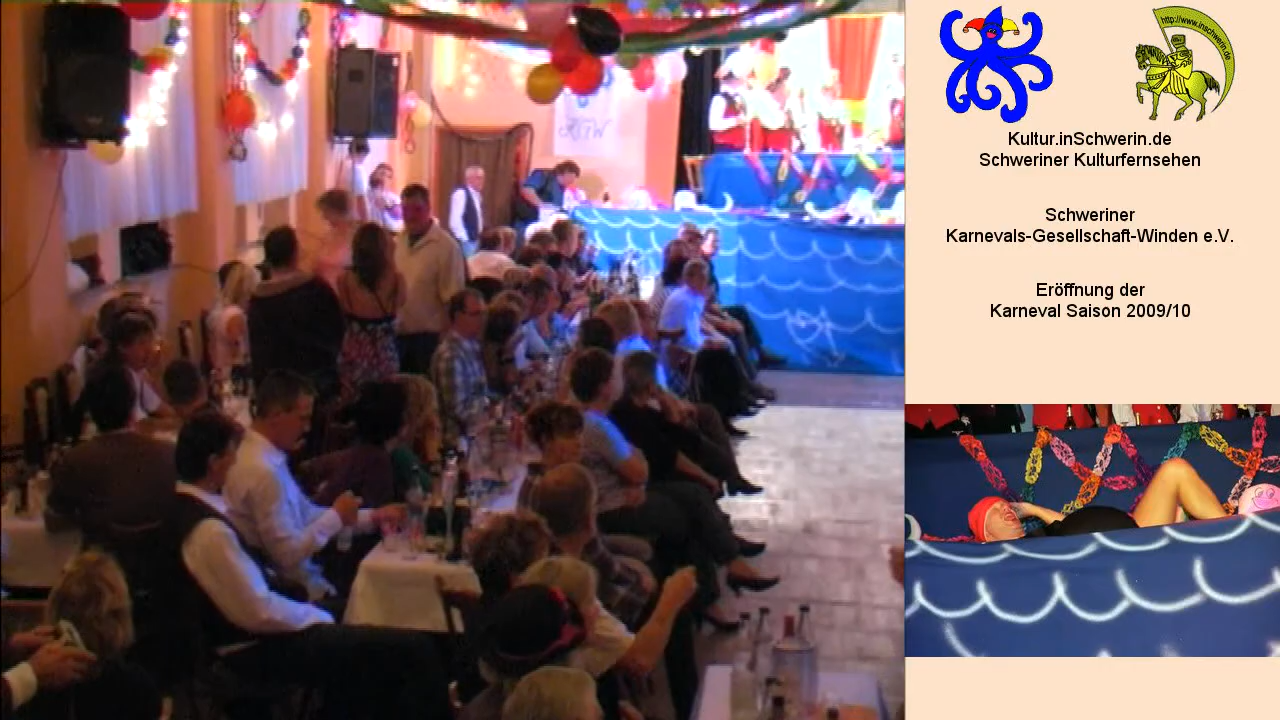 http://www.inschwerin.de
Kultur.inSchwerin.de
Schweriner Kulturfernsehen
Schweriner
Karnevals-Gesellschaft-Winden e.V.
Eröffnung der
Karneval Saison 2009/10